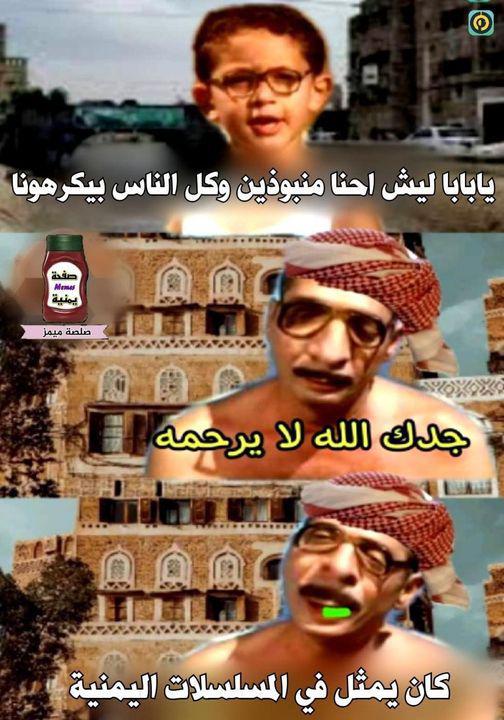 يابابا ليش احنا منبوذين وكل الناس بيكرهونا
صفحة
Memes
يمنية
صلصة ميمز
جدك الله لا يرحمه
كان يمثل في المسلسلات اليمنية